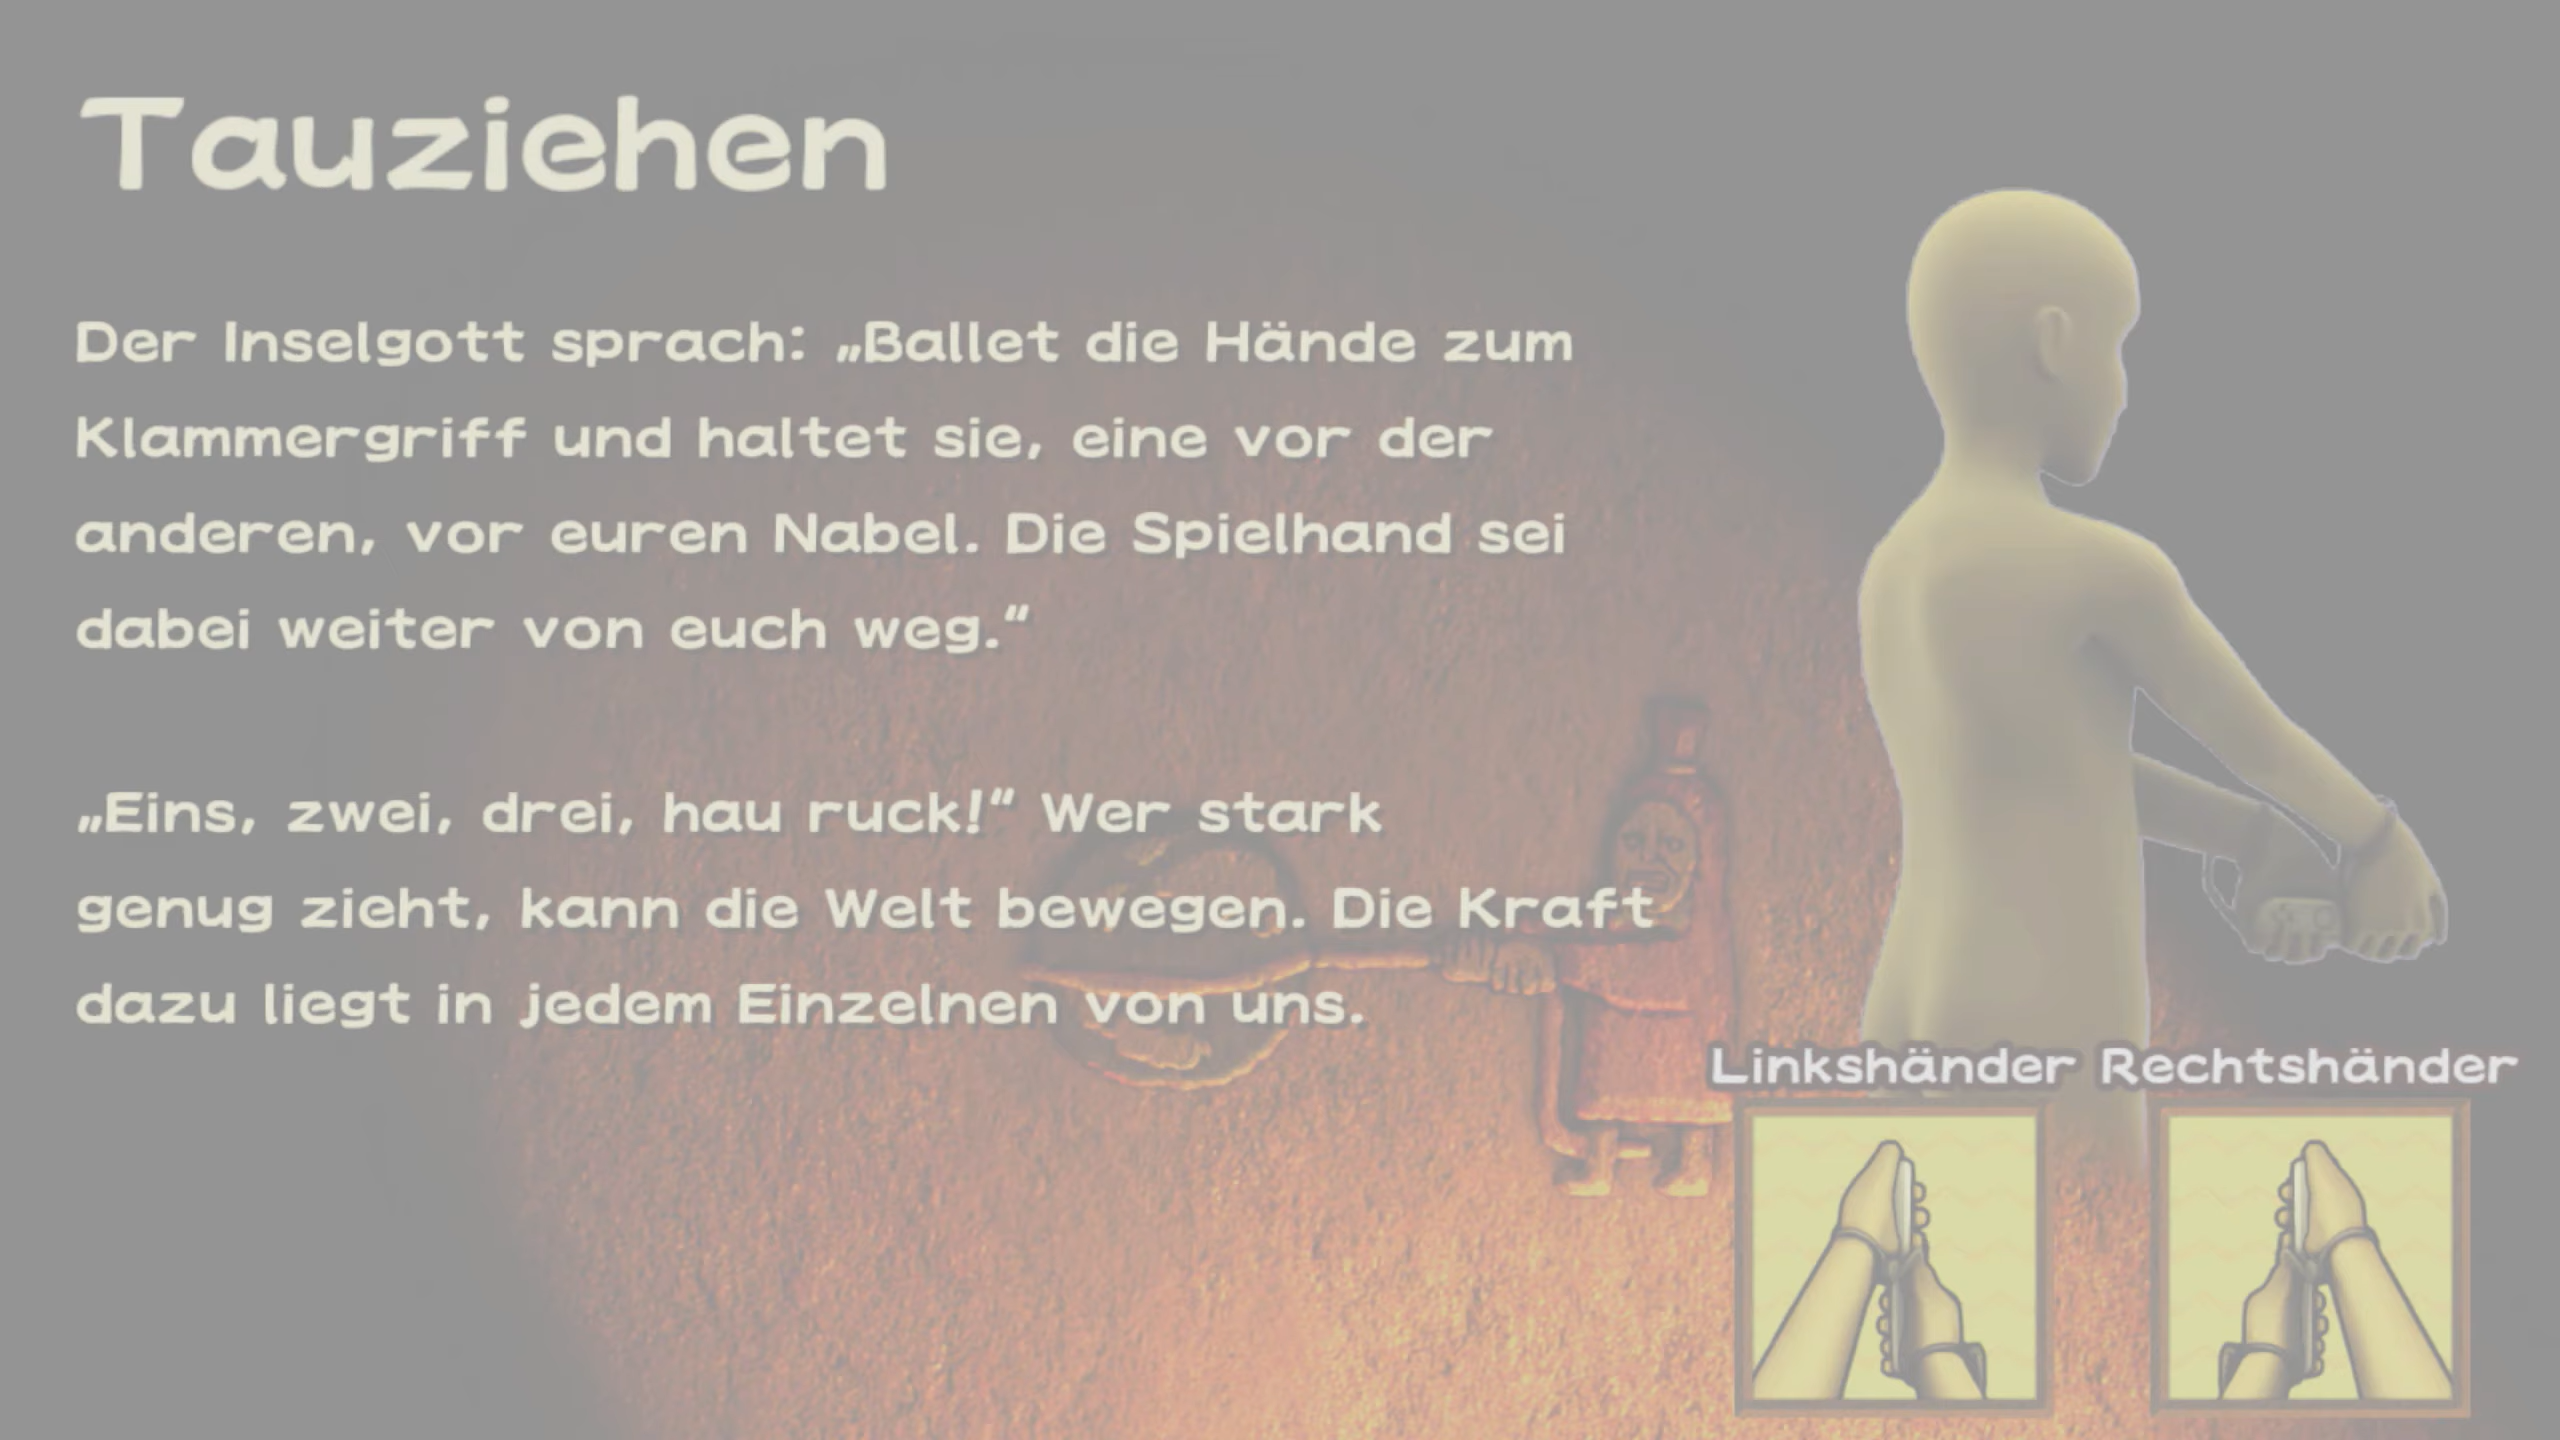 Tauziehen
Der Inselgott sprach: „Ballet die Hände zum
Klammergriff und haltet sie, eine vor der
anderen, vor euren Nabel. Die Spielhand sei
dabei weiter von euch weg.“
„Eins, zwei, drei, hau ruck!“ Wer stark
genug zieht, kann die Welt bewegen. Die Kraft
dazu liegt in jedem Einzelnen von uns.
Linkshänder Rechtshänder